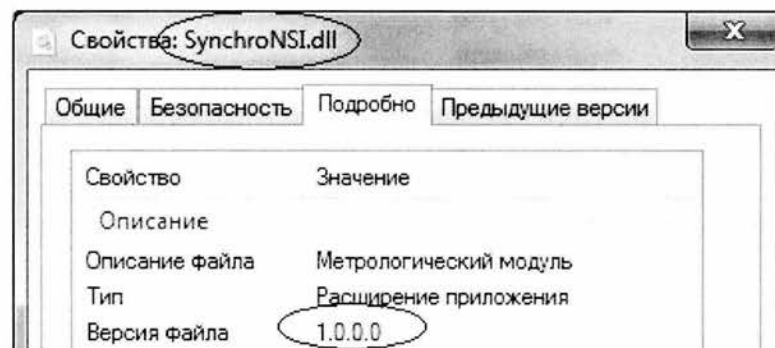 Свойства: SynchroNSI.dll
Общие Безопасность Подробно Предыдущие версии
Свойство Значение
Описание
Описание файла Метрологический модуль
Тип Расширение приложения
Версия файла 1.0.0.0